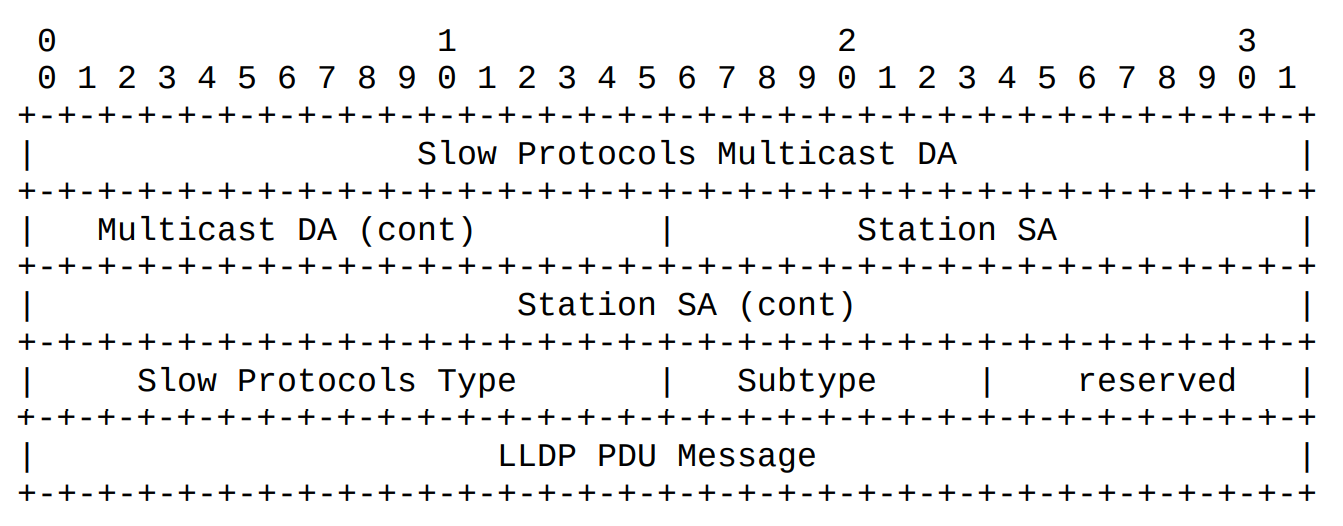 0                   1                   2                   3
 0 1 2 3 4 5 6 7 8 9 0 1 2 3 4 5 6 7 8 9 0 1 2 3 4 5 6 7 8 9 0 1
+-+-+-+-+-+-+-+-+-+-+-+-+-+-+-+-+-+-+-+-+-+-+-+-+-+-+-+-+-+-+-+-+
|                   Slow Protocols Multicast DA                 |
+-+-+-+-+-+-+-+-+-+-+-+-+-+-+-+-+-+-+-+-+-+-+-+-+-+-+-+-+-+-+-+-+
|   Multicast DA (cont)         |         Station SA            |
+-+-+-+-+-+-+-+-+-+-+-+-+-+-+-+-+-+-+-+-+-+-+-+-+-+-+-+-+-+-+-+-+
|                        Station SA (cont)                      |
+-+-+-+-+-+-+-+-+-+-+-+-+-+-+-+-+-+-+-+-+-+-+-+-+-+-+-+-+-+-+-+-+
|     Slow Protocols Type       |   Subtype     |    reserved   |
+-+-+-+-+-+-+-+-+-+-+-+-+-+-+-+-+-+-+-+-+-+-+-+-+-+-+-+-+-+-+-+-+
|                       LLDP PDU Message                        |
+-+-+-+-+-+-+-+-+-+-+-+-+-+-+-+-+-+-+-+-+-+-+-+-+-+-+-+-+-+-+-+-+